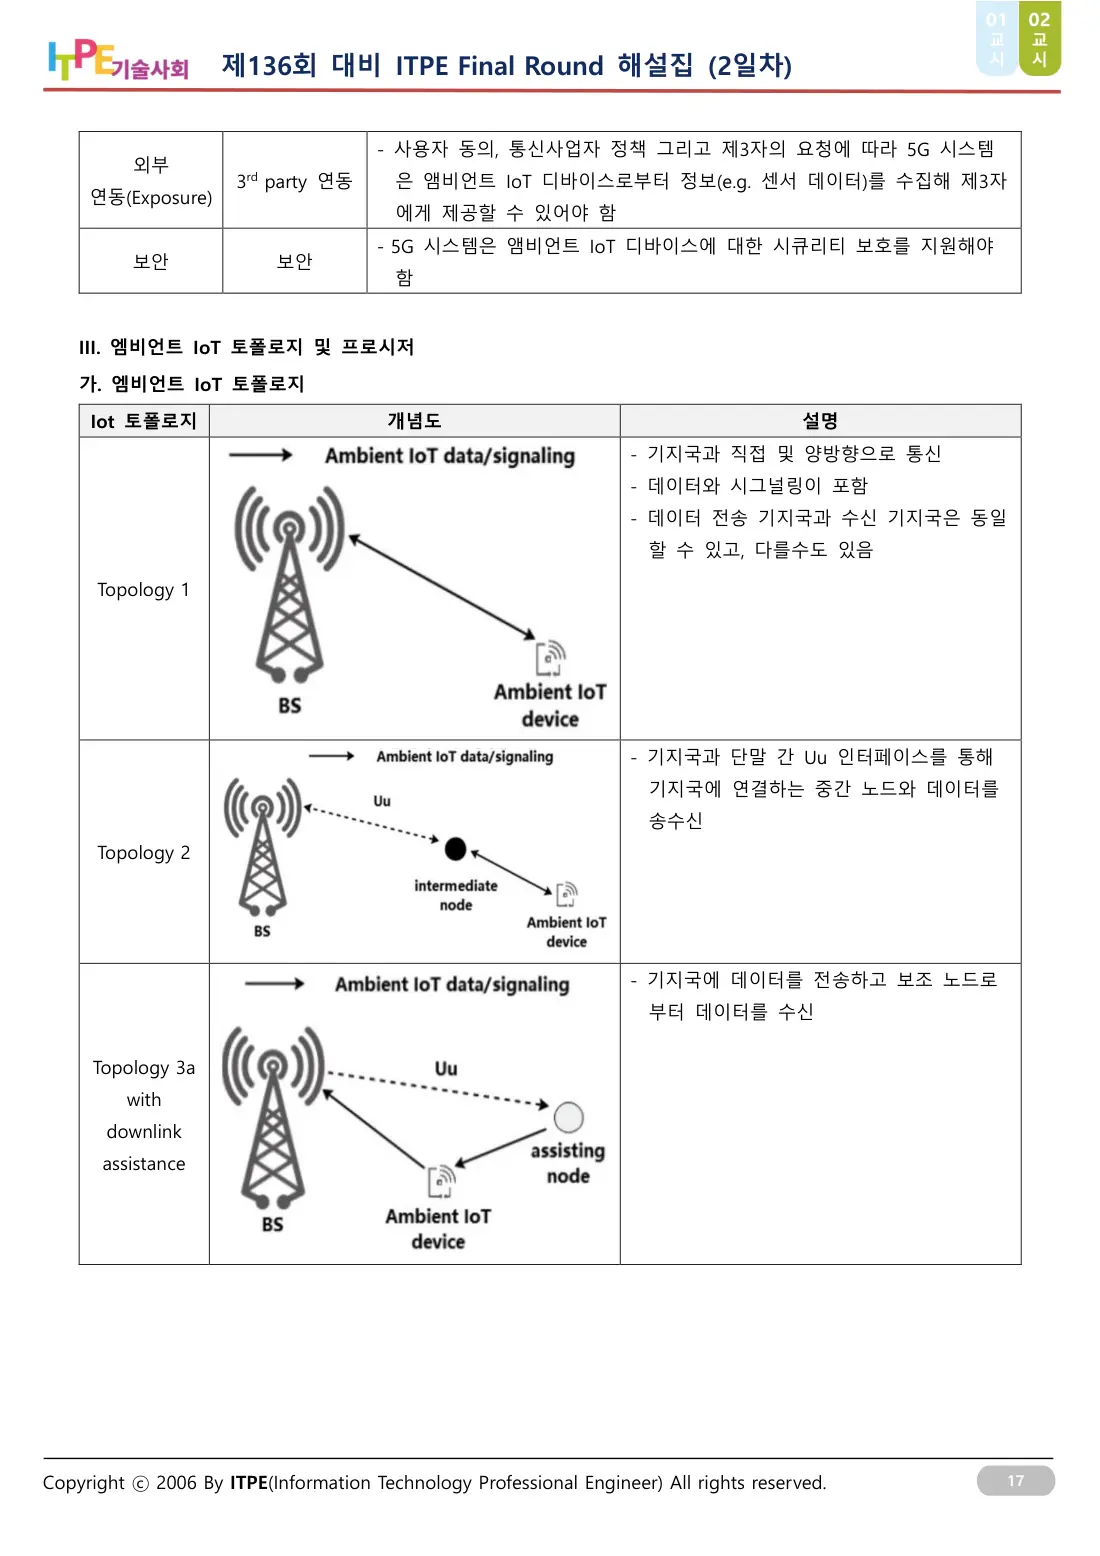 01
교
시
02
교
시
ITPE기술사회 제136회 대비 ITPE Final Round 해설집 (2일차)
외부
연동(Exposure)
3rd party 연동
- 사용자 동의, 통신사업자 정책 그리고 제3자의 요청에 따라 5G 시스템
은 앰비언트 IoT 디바이스로부터 정보(e.g. 센서 데이터)를 수집해 제3자
에게 제공할 수 있어야 함
보안
보안
- 5G 시스템은 앰비언트 IoT 디바이스에 대한 시큐리티 보호를 지원해야
함
III. 엠비언트 IoT 토폴로지 및 프로시저
가. 엠비언트 IoT 토폴로지
Iot 토폴로지
개념도
설명
Topology 1
Ambient IoT data/signaling
BS
Ambient IoT
device
- 기지국과 직접 및 양방향으로 통신
- 데이터와 시그널링이 포함
- 데이터 전송 기지국과 수신 기지국은 동일
할 수 있고, 다를수도 있음
Topology 2
Ambient IoT data/signaling
Uu
intermediate
node
BS
Ambient IoT
device
- 기지국과 단말 간 Uu 인터페이스를 통해
기지국에 연결하는 중간 노드와 데이터를
송수신
Topology 3a
with
downlink
assistance
Ambient IoT data/signaling
Uu
assisting
node
BS
Ambient IoT
device
- 기지국에 데이터를 전송하고 보조 노드로
부터 데이터를 수신
Copyright ⓒ 2006 By ITPE(Information Technology Professional Engineer) All rights reserved.
17